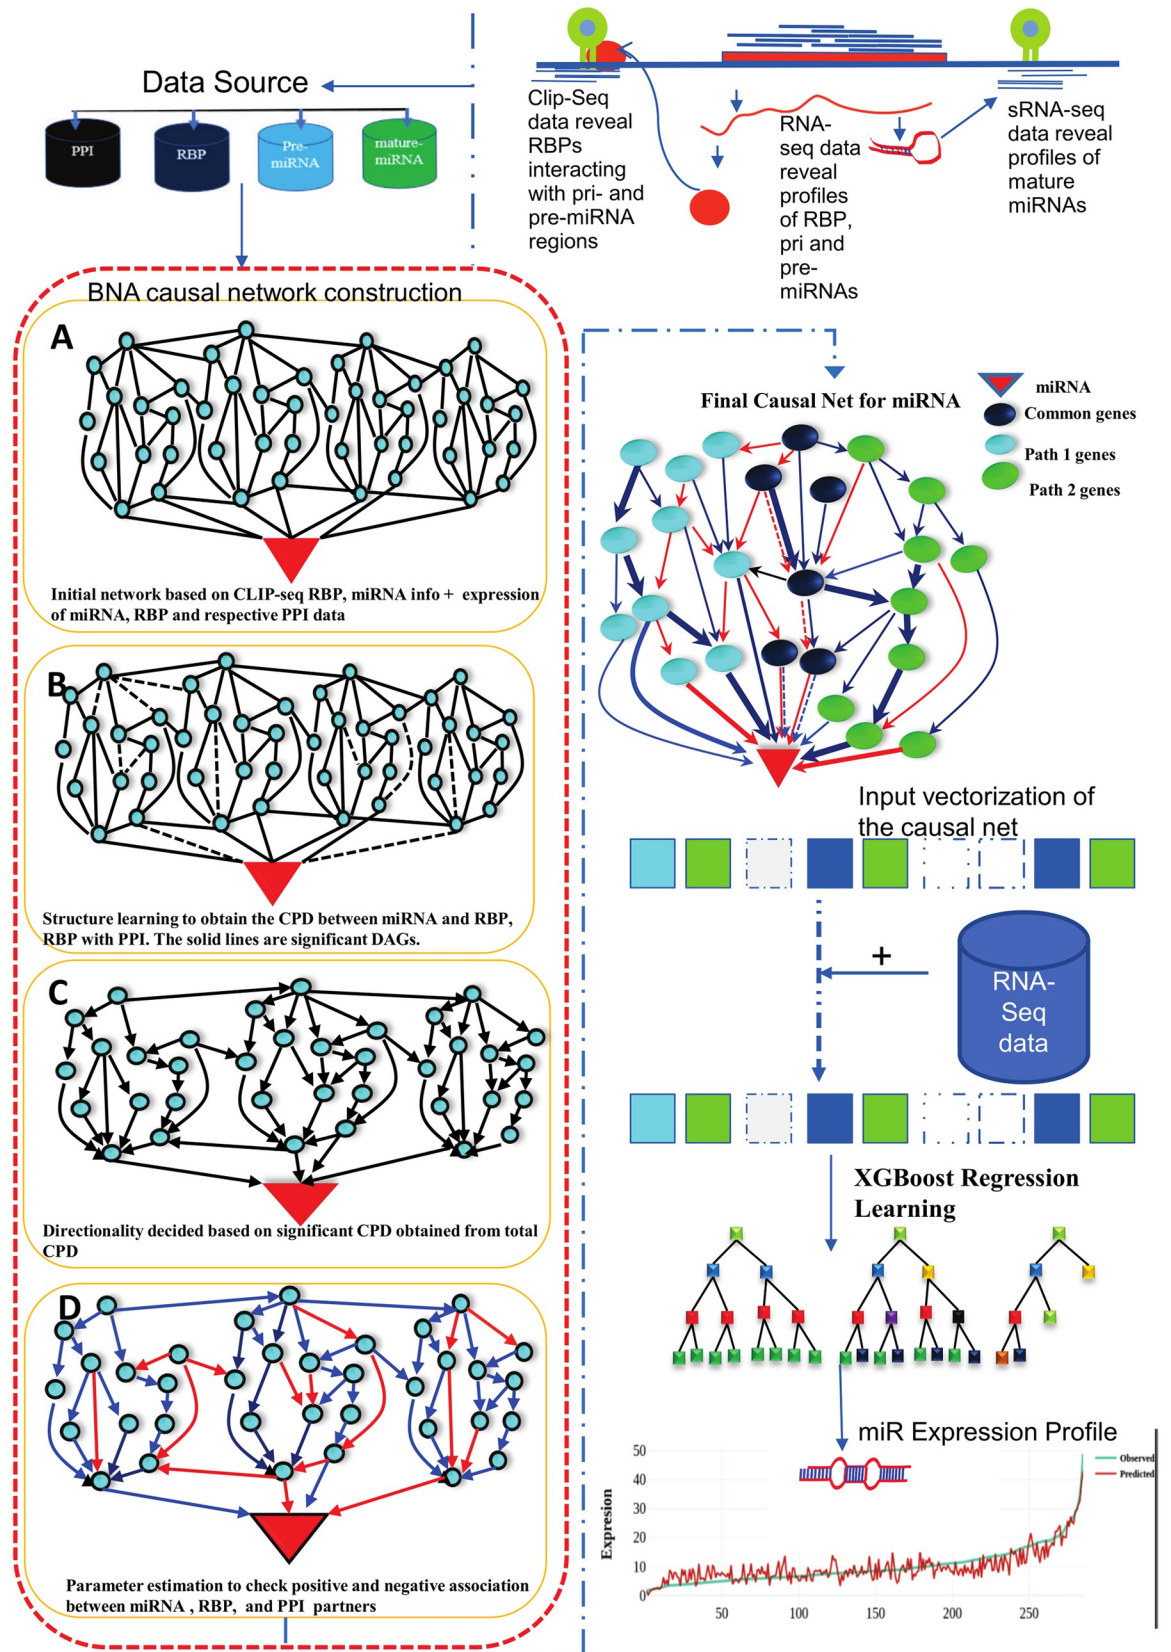 Data Source
PPI
RBP
Pre-
miRNA
mature-
miRNA
Clip-Seq
data reveal
RBPs
interacting
with pri- and
pre-miRNA
regions
RNA-
seq data
reveal
profiles
of RBP,
pri and
pre-
miRNAs
sRNA-seq
data reveal
profiles of
mature
miRNAs
BNA causal network construction
A
Initial network based on CLIP-seq RBP, miRNA info + expression
of miRNA, RBP and respective PPI data
B
Structure learning to obtain the CPD between miRNA and RBP,
RBP with PPI. The solid lines are significant DAGs.
C
Directionality decided based on significant CPD obtained from total
CPD
D
Parameter estimation to check positive and negative association
between miRNA , RBP, and PPI partners
Final Causal Net for miRNA
miRNA
Common genes
Path 1 genes
Path 2 genes
Input vectorization of
the causal net
+
RNA-
Seq
data
XGBoost Regression
Learning
miR Expression Profile
Observed
Predicted
Expresion
50
40
30
20
10
0
50
100
150
200
250